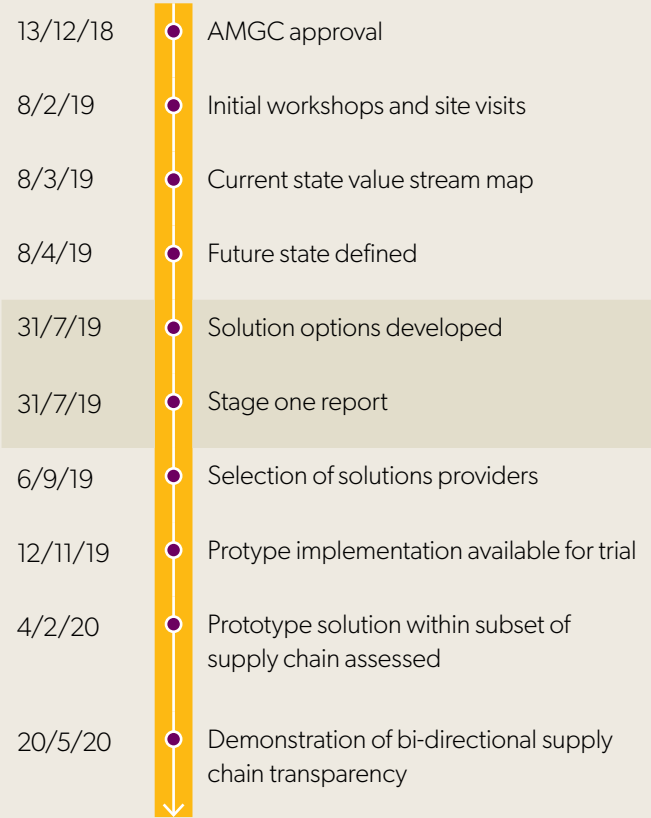 13/12/18 AMGC approval
8/2/19 Initial workshops and site visits
8/3/19 Current state value stream map
8/4/19 Future state defined
31/7/19 Solution options developed
31/7/19 Stage one report
6/9/19 Selection of solutions providers
12/11/19 Protype implementation available for trial
4/2/20 Prototype solution within subset of
supply chain assessed
20/5/20 Demonstration of bi-directional supply
chain transparency